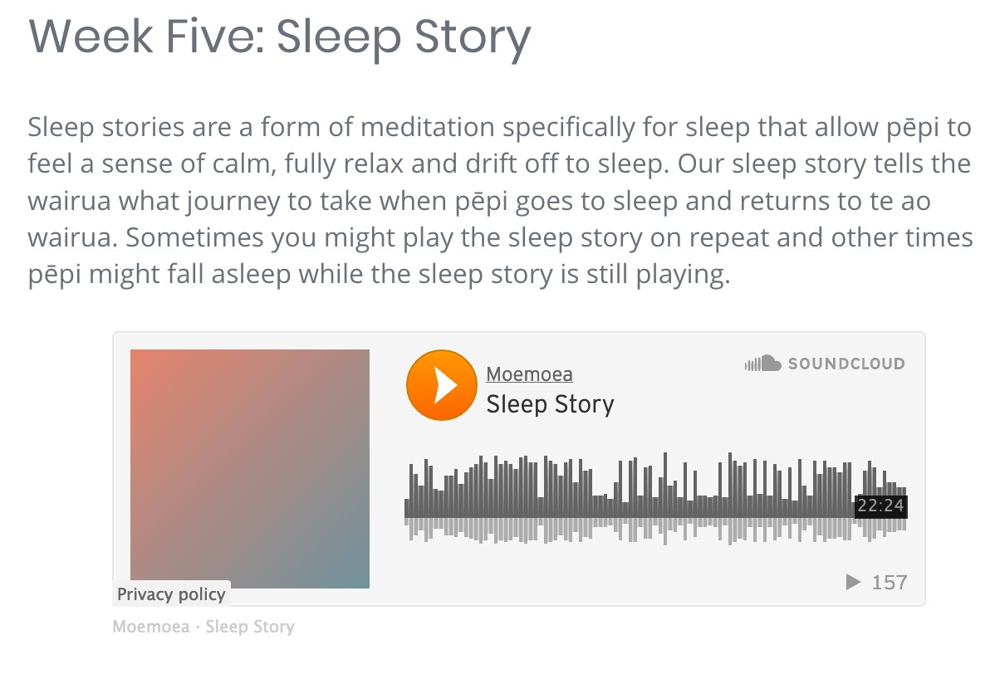 Week Five: Sleep Story
Sleep stories are a form of meditation specifically for sleep that allow pēpi to
feel a sense of calm, fully relax and drift off to sleep. Our sleep story tells the
wairua what journey to take when pēpi goes to sleep and returns to te ao
wairua. Sometimes you might play the sleep story on repeat and other times
pēpi might fall asleep while the sleep story is still playing.
Moemoea
SOUNDCLOUD
Sleep Story
22:24
157
Privacy policy
Moemoea · Sleep Story